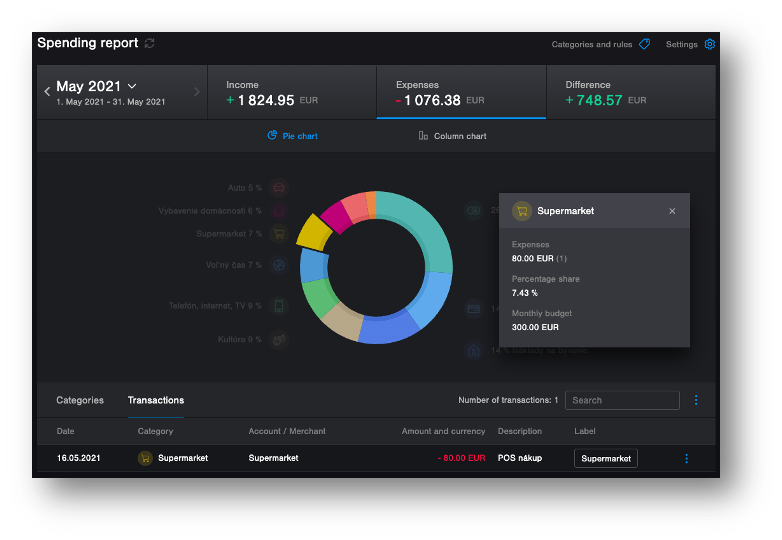 Spending report
Categories and rules
Settings
May 2021
1. May 2021 - 31. May 2021
Income
+ 1 824.95 EUR
Expenses
- 1 076.38 EUR
Difference
+ 748.57 EUR
Pie chart
Column chart
Auto 5 %
Vybavenie domácnosti 6 %
Supermarket 7 %
Voľný čas 7 %
Telefón, internet, TV 9 %
Kultúra 9 %
Supermarket
Expenses
80.00 EUR (1)
Percentage share
7.43 %
Monthly budget
300.00 EUR
14 % Náklady na bývanie
Categories
Transactions
Number of transactions: 1
Search
Date Category Account / Merchant Amount and currency Description Label
16.05.2021 Supermarket Supermarket - 80.00 EUR POS nákup Supermarket